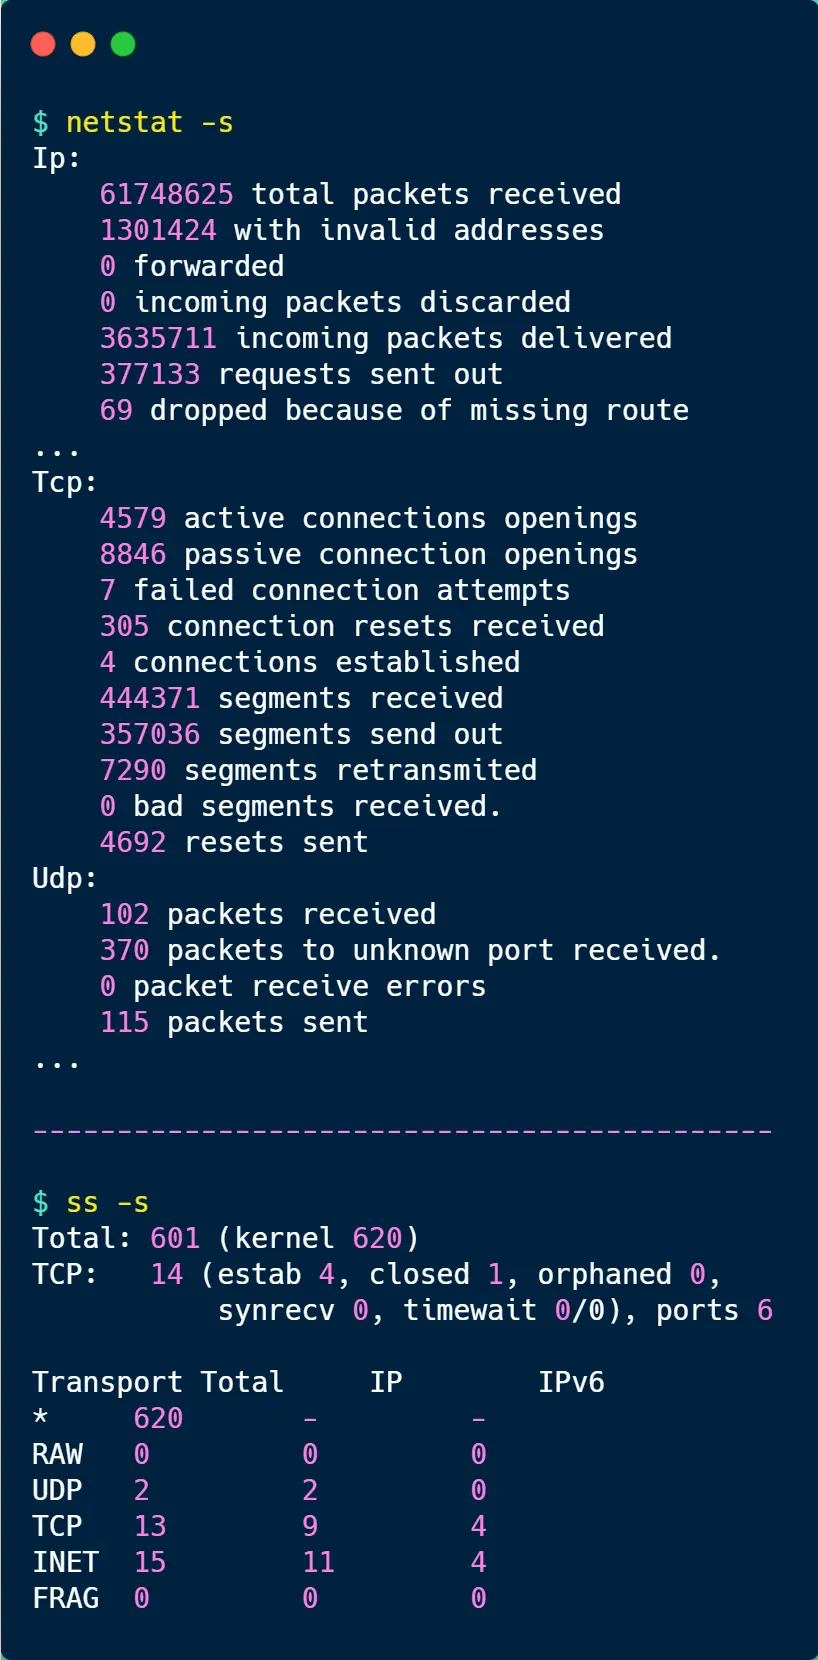 $ netstat -s
Ip:
    61748625 total packets received
    1301424 with invalid addresses
    0 forwarded
    0 incoming packets discarded
    3635711 incoming packets delivered
    377133 requests sent out
    69 dropped because of missing route
...
Tcp:
    4579 active connections openings
    8846 passive connection openings
    7 failed connection attempts
    305 connection resets received
    4 connections established
    444371 segments received
    357036 segments send out
    7290 segments retransmited
    0 bad segments received.
    4692 resets sent
Udp:
    102 packets received
    370 packets to unknown port received.
    0 packet receive errors
    115 packets sent
...
--------------------------------------------
$ ss -s
Total: 601 (kernel 620)
TCP:   14 (estab 4, closed 1, orphaned 0,
           synrecv 0, timewait 0/0), ports 6
Transport Total     IP        IPv6
*     620       -         -
RAW   0         0         0
UDP   2         2         0
TCP   13        9         4
INET  15        11        4
FRAG  0         0         0